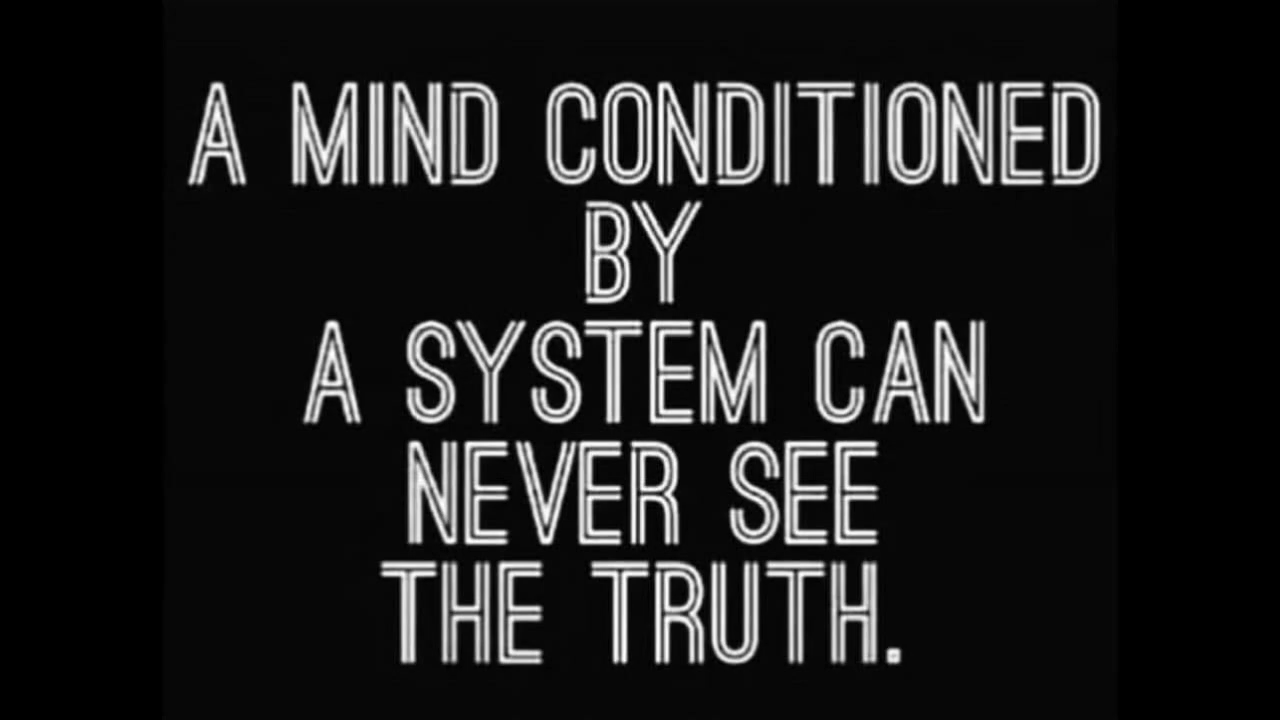 A MIND CONDITIONED
BY
A SYSTEM CAN
NEVER SEE
THE TRUTH.